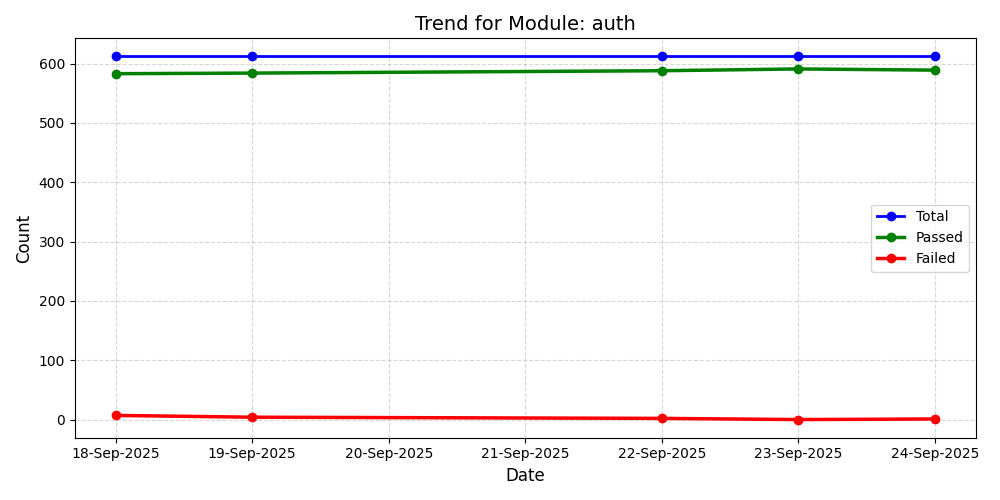 Trend for Module: auth
Count
600
500
400
300
200
100
0
Total
Passed
Failed
18-Sep-2025
19-Sep-2025
20-Sep-2025
21-Sep-2025
22-Sep-2025
23-Sep-2025
24-Sep-2025
Date